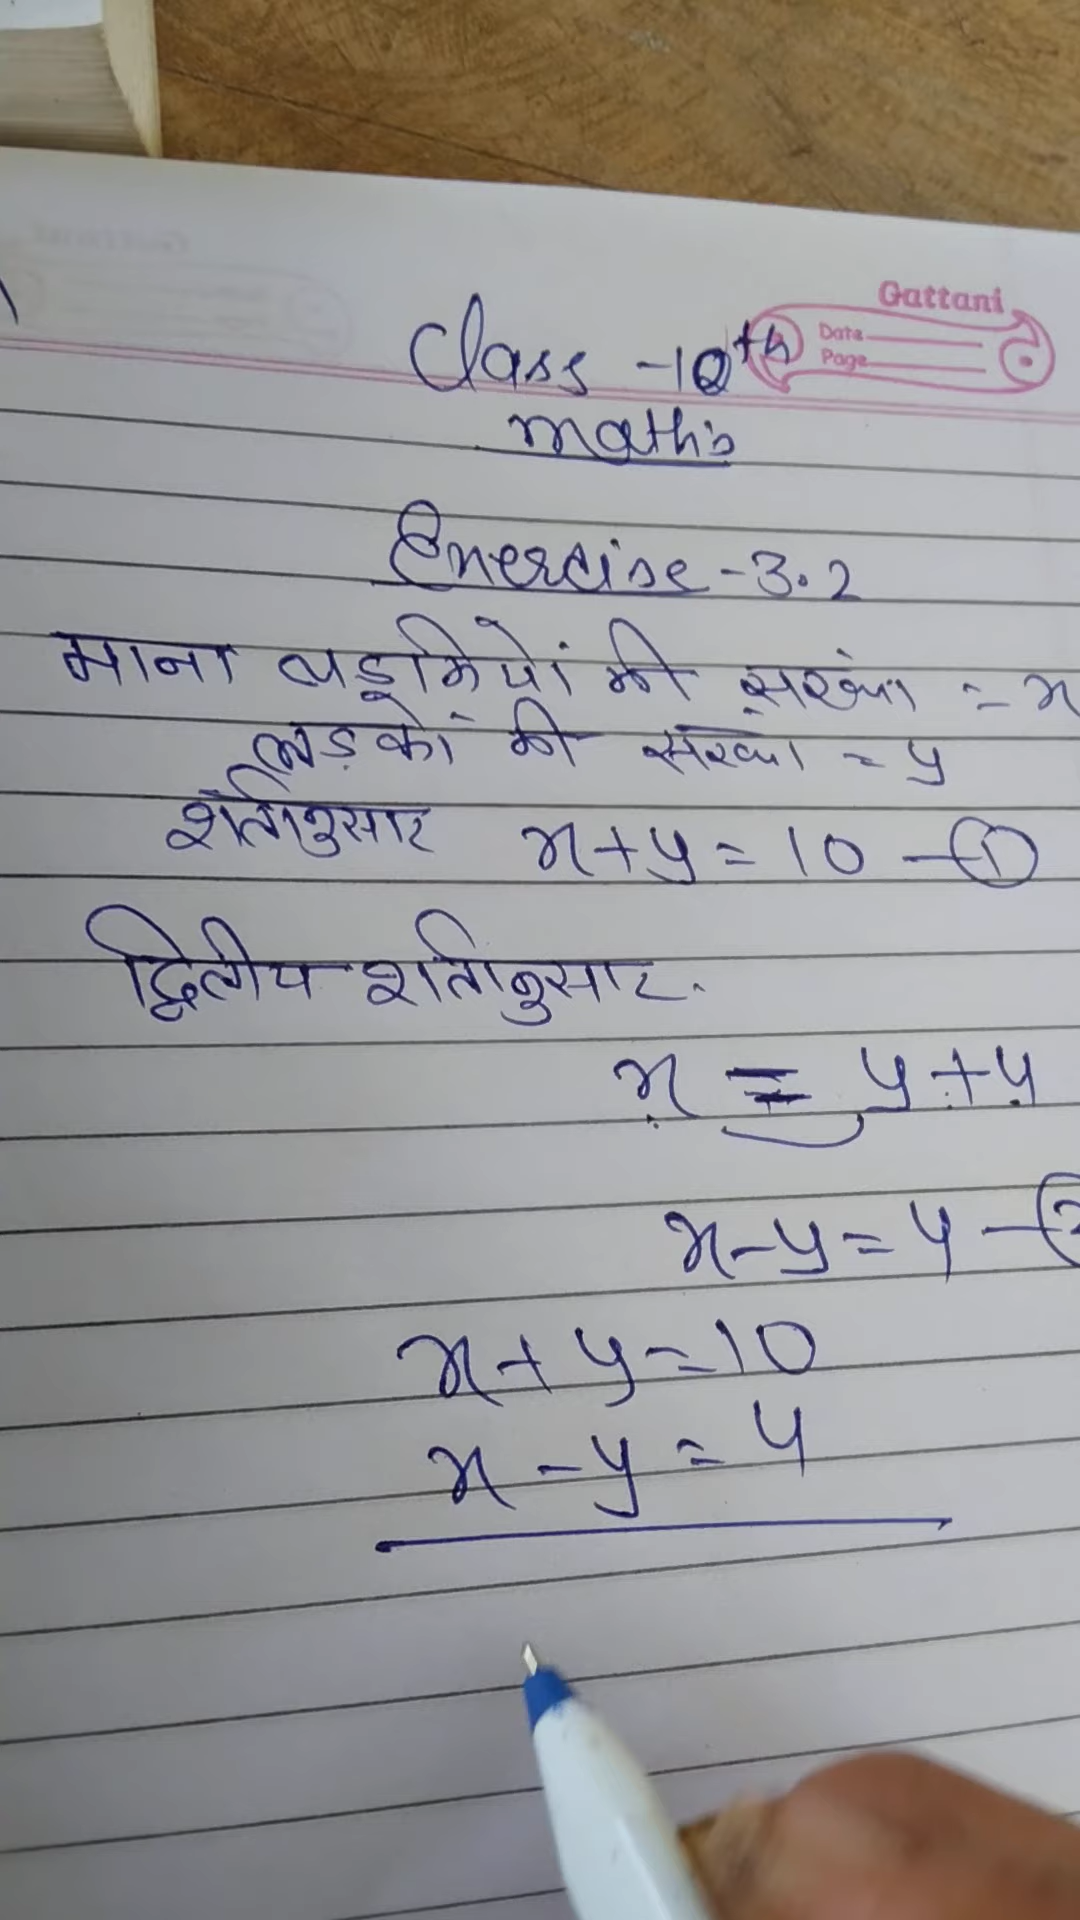 Gattani
Date
Page
Class - 10th
maths
Exercise - 3.2
माना लड़कियों की संख्या = x
लड़कों की संख्या = y
शर्तानुसार x + y = 10 - ①
द्वितीय शर्तानुसार.
x = y + 4
x - y = 4 - ②
x + y = 10
x - y = 4